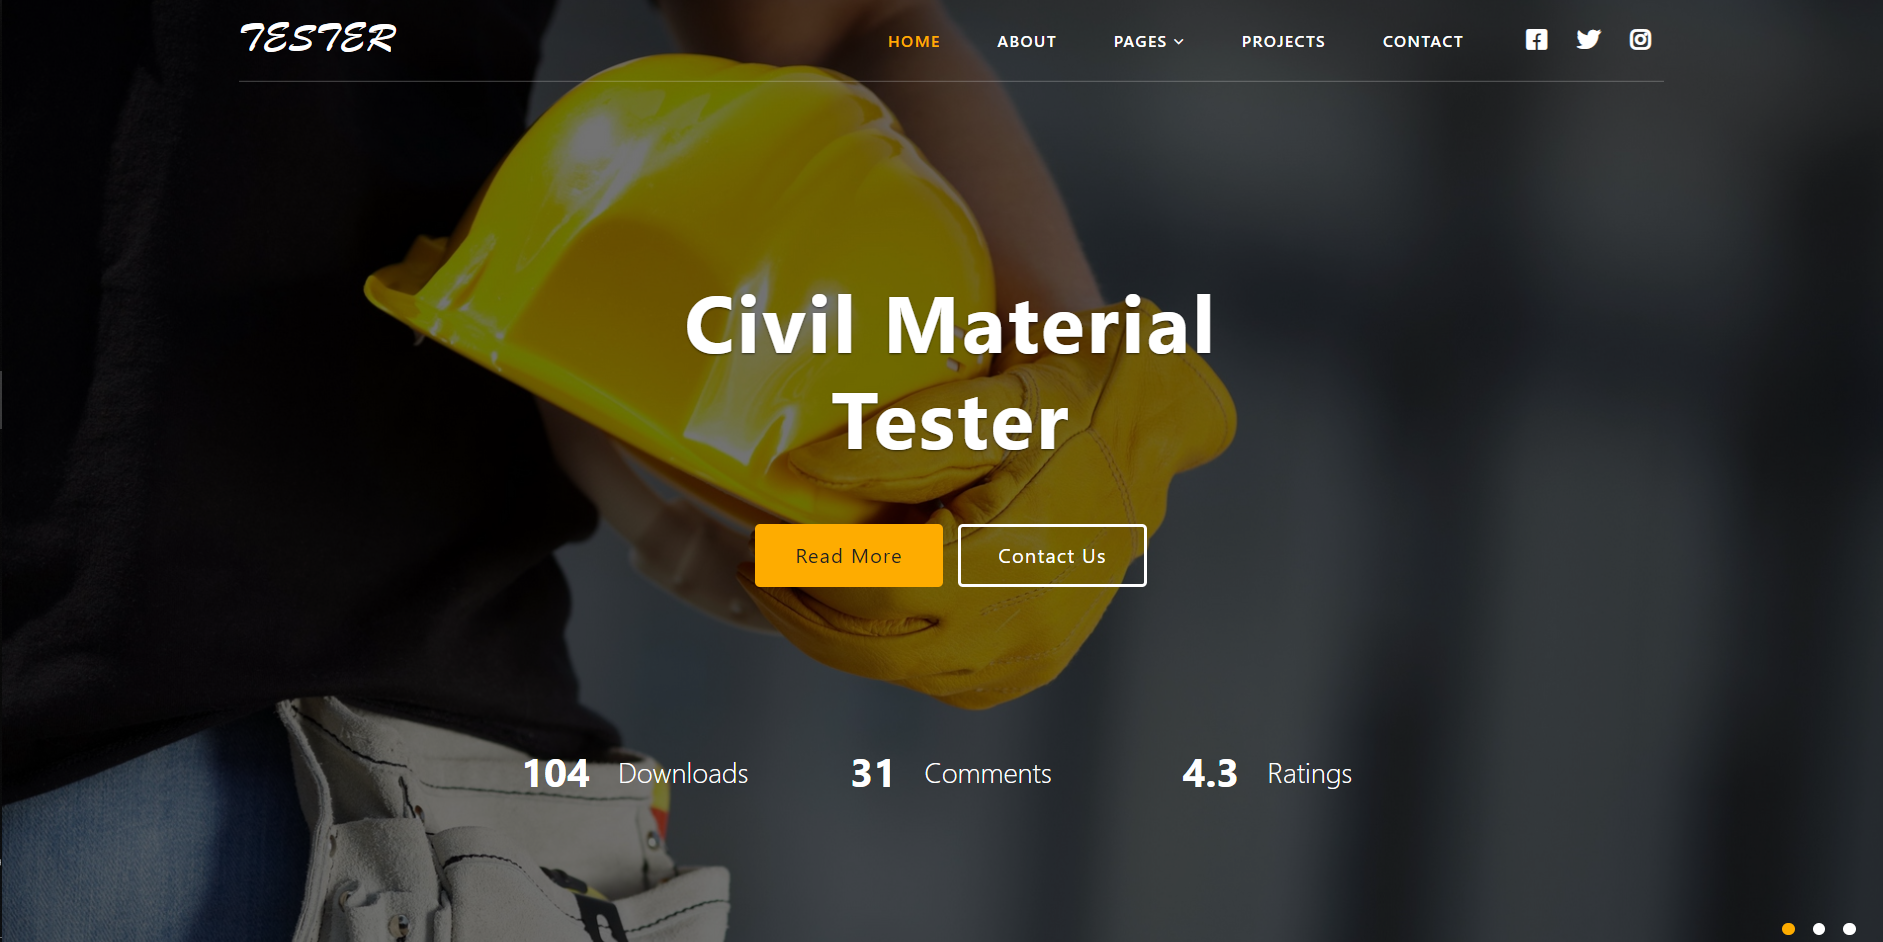 TESTER
HOME ABOUT PAGES PROJECTS CONTACT
Civil Material
Tester
Read More Contact Us
104 Downloads 31 Comments 4.3 Ratings